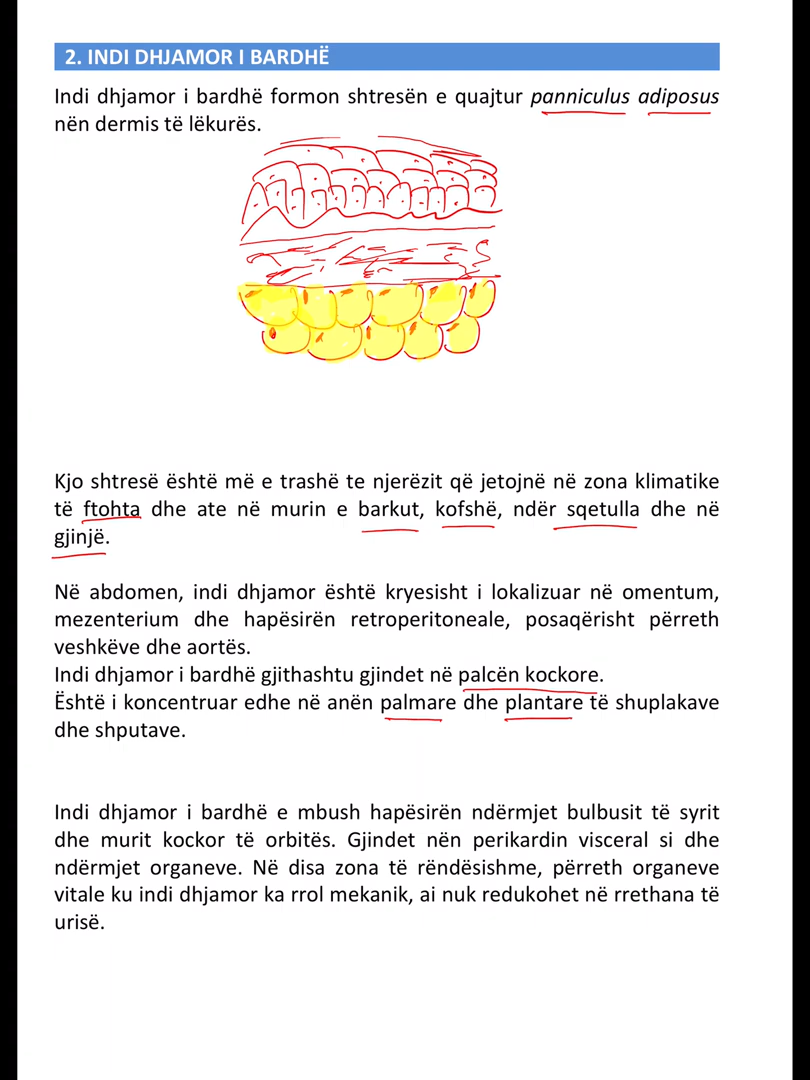 2. INDI DHJAMOR I BARDHË
Indi dhjamor i bardhë formon shtresën e quajtur panniculus adiposus
nën dermis të lëkurës.
Kjo shtresë është më e trashë te njerëzit që jetojnë në zona klimatike
të ftohta dhe ate në murin e barkut, kofshë, ndër sqetulla dhe në
gjinjë.
Në abdomen, indi dhjamor është kryesisht i lokalizuar në omentum,
mezenterium dhe hapësirën retroperitoneale, posaqërisht përreth
veshkëve dhe aortës.
Indi dhjamor i bardhë gjithashtu gjindet në palcën kockore.
Është i koncentruar edhe në anën palmare dhe plantare të shuplakave
dhe shputave.
Indi dhjamor i bardhë e mbush hapësirën ndërmjet bulbusit të syrit
dhe murit kockor të orbitës. Gjindet nën perikardin visceral si dhe
ndërmjet organeve. Në disa zona të rëndësishme, përreth organeve
vitale ku indi dhjamor ka rrol mekanik, ai nuk redukohet në rrethana të
urisë.